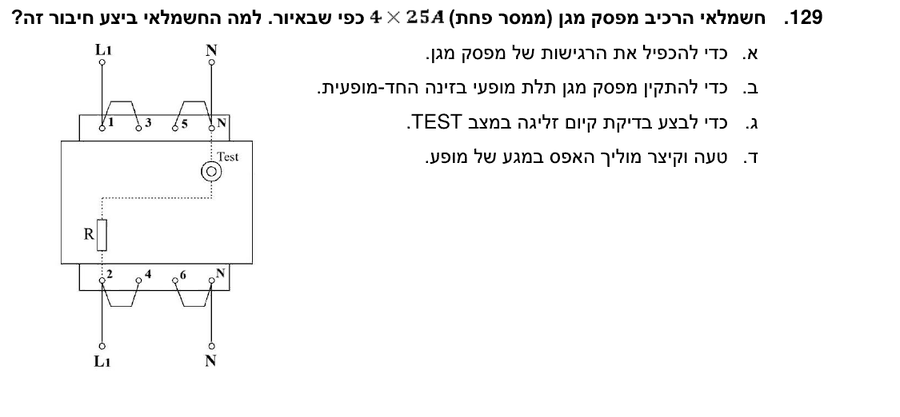 129. חשמלאי הרכיב מפסק מגן (ממסר פחת) 4 × 25A כפי שבאיור. למה החשמלאי ביצע חיבור זה?
א. כדי להכפיל את הרגישות של מפסק מגן.
ב. כדי להתקין מפסק מגן תלת מופעי בזינה החד-מופעית.
ג. כדי לבצע בדיקת קיום זליגה במצב TEST.
ד. טעה וקיצר מוליך האפס במגע של מופע.
L1 N
1 3 5 N
Test
R
2 4 6 N
L1 N